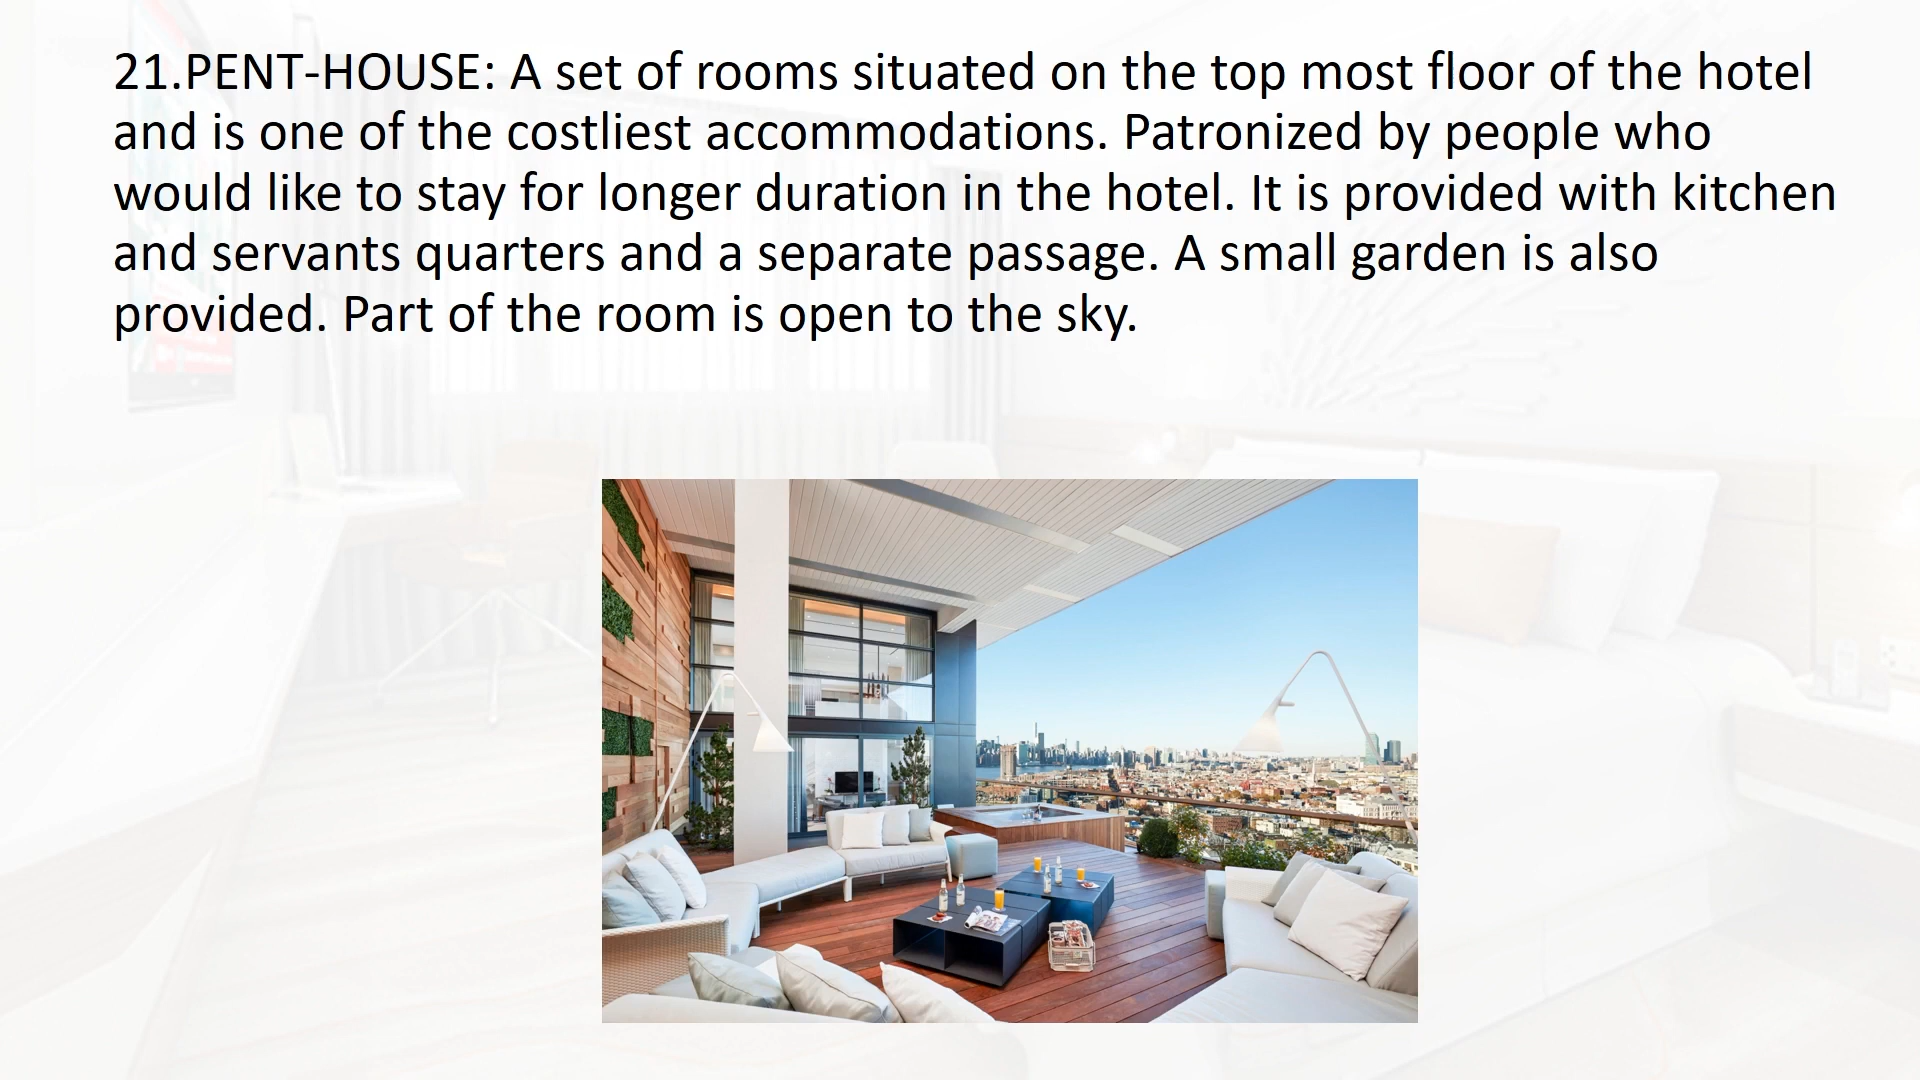 21.PENT-HOUSE: A set of rooms situated on the top most floor of the hotel
and is one of the costliest accommodations. Patronized by people who
would like to stay for longer duration in the hotel. It is provided with kitchen
and servants quarters and a separate passage. A small garden is also
provided. Part of the room is open to the sky.